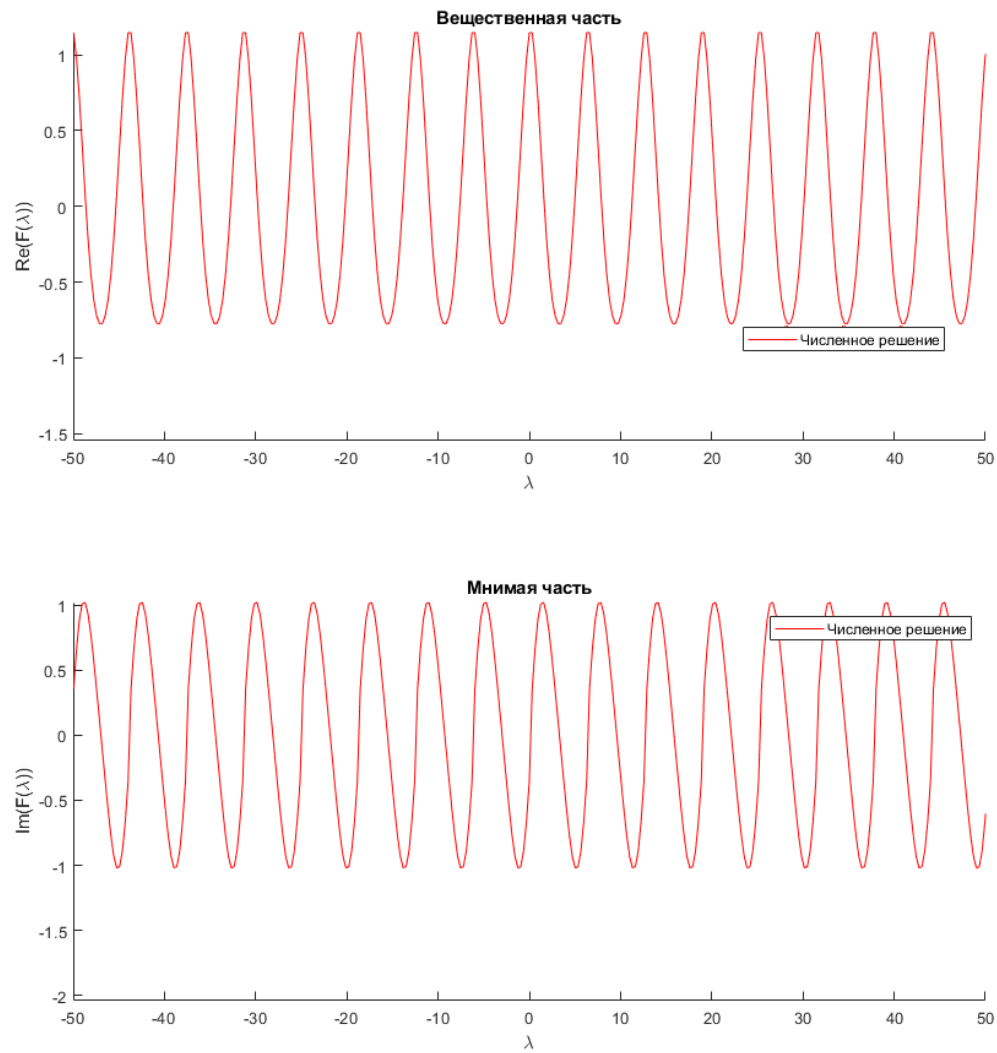 Вещественная часть
1
0.5
0
-0.5
-1
-1.5
Re(F(λ))
Численное решение
-50 -40 -30 -20 -10 0 10 20 30 40 50
λ
Мнимая часть
1
0.5
0
-0.5
-1
-1.5
-2
Im(F(λ))
Численное решение
-50 -40 -30 -20 -10 0 10 20 30 40 50
λ